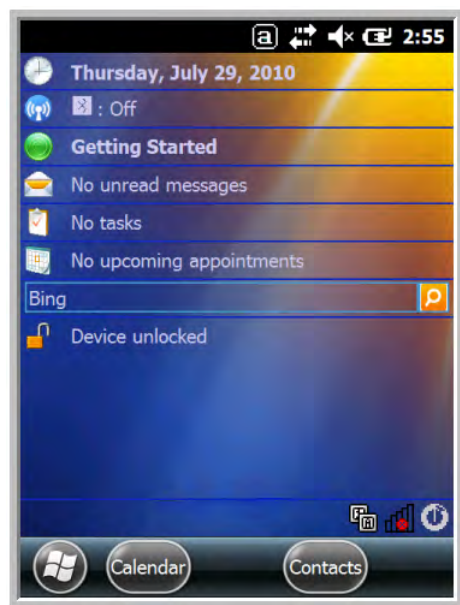 a 2:55
Thursday, July 29, 2010
: Off
Getting Started
No unread messages
No tasks
No upcoming appointments
Bing
Device unlocked
Calendar Contacts